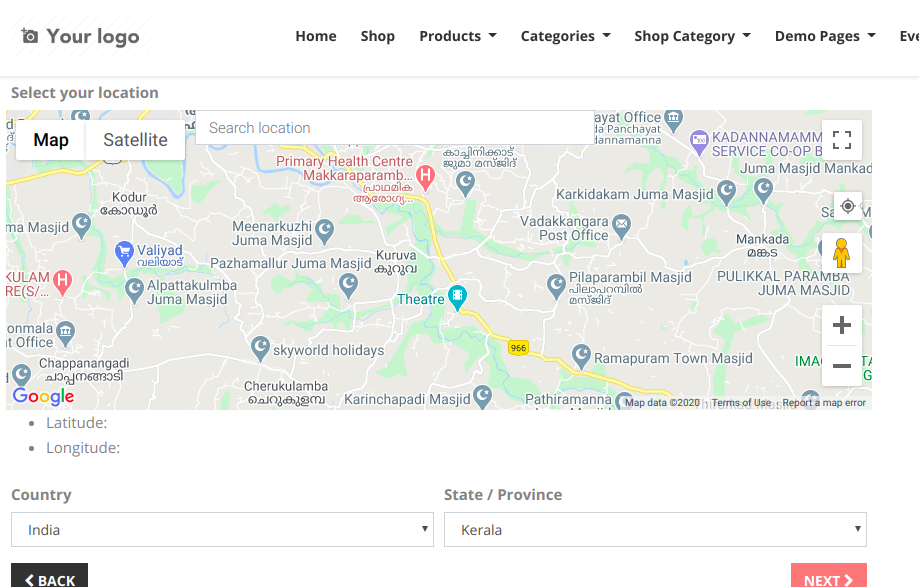 Your logo
Home Shop Products Categories Shop Category Demo Pages Eve
Select your location
Map Satellite
Search location
ayat Office
da Panchayat
dannamamma
KADANNAMAMM
SERVICE CO-OP B
കാച്ചിനിക്കാട്
ജുമാ മസ്ജിദ്
Primary Health Centre
Makkaraparamb...
പ്രാഥമിക
ആരോഗ്യ...
Juma Masjid Mankad
Karkidakam Juma Masjid
Kodur
കോഡൂർ
ma Masjid
Meenarkuzhi
Juma Masjid
Vadakkangara
Post Office
Mankada
മങ്കട
Valiyad
വലിയാട്
Pazhamallur Juma Masjid
Kuruva
കുറുവ
KULAM
RE(S/...
Alpattakulmba
Juma Masjid
Theatre
Pilaparambil Masjid
പിലാപറമ്പിൽ
മസ്ജിദ്
PULIKKAL PARAMBA
JUMA MASJID
onmala
t Office
skyworld holidays
966
Ramapuram Town Masjid
Chappanangadi
ചാപ്പനങ്ങാടി
Cherukulamba
ചെറുകുളമ്പ
Karinchapadi Masjid
Pathiramanna
Google
Map data ©2020 Terms of Use Report a map error
Latitude:
Longitude:
Country State / Province
India Kerala
BACK NEXT